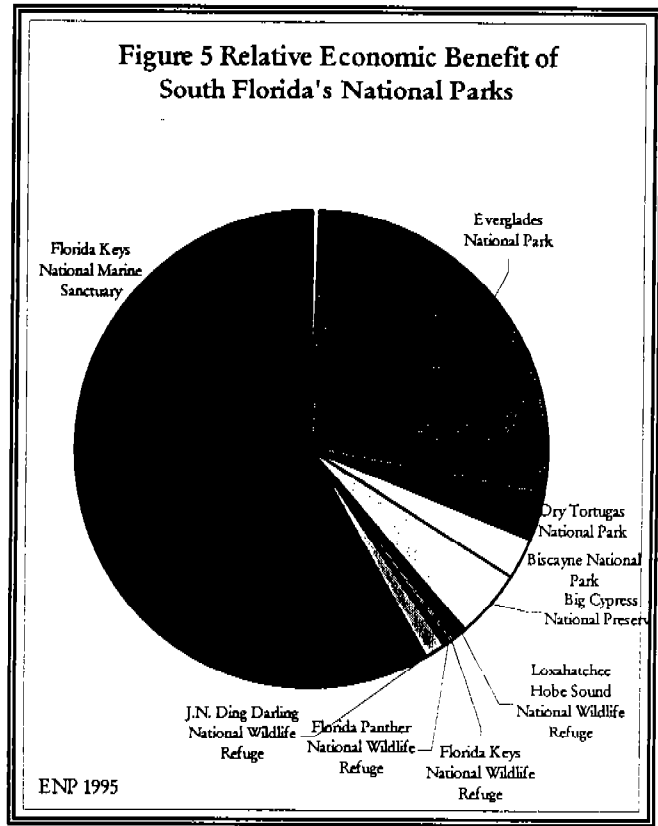 Figure 5 Relative Economic Benefit of
South Florida's National Parks
Everglades
National Park
Florida Keys
National Marine
Sanctuary
Dry Tortugas
National Park
Biscayne National
Park
Big Cypress
National Preserv
Loxahatchee
Hobe Sound
National Wildlife
Refuge
J.N. Ding Darling
National Wildlife
Refuge
Florida Panther
National Wildlife
Refuge
Florida Keys
National Wildlife
Refuge
ENP 1995